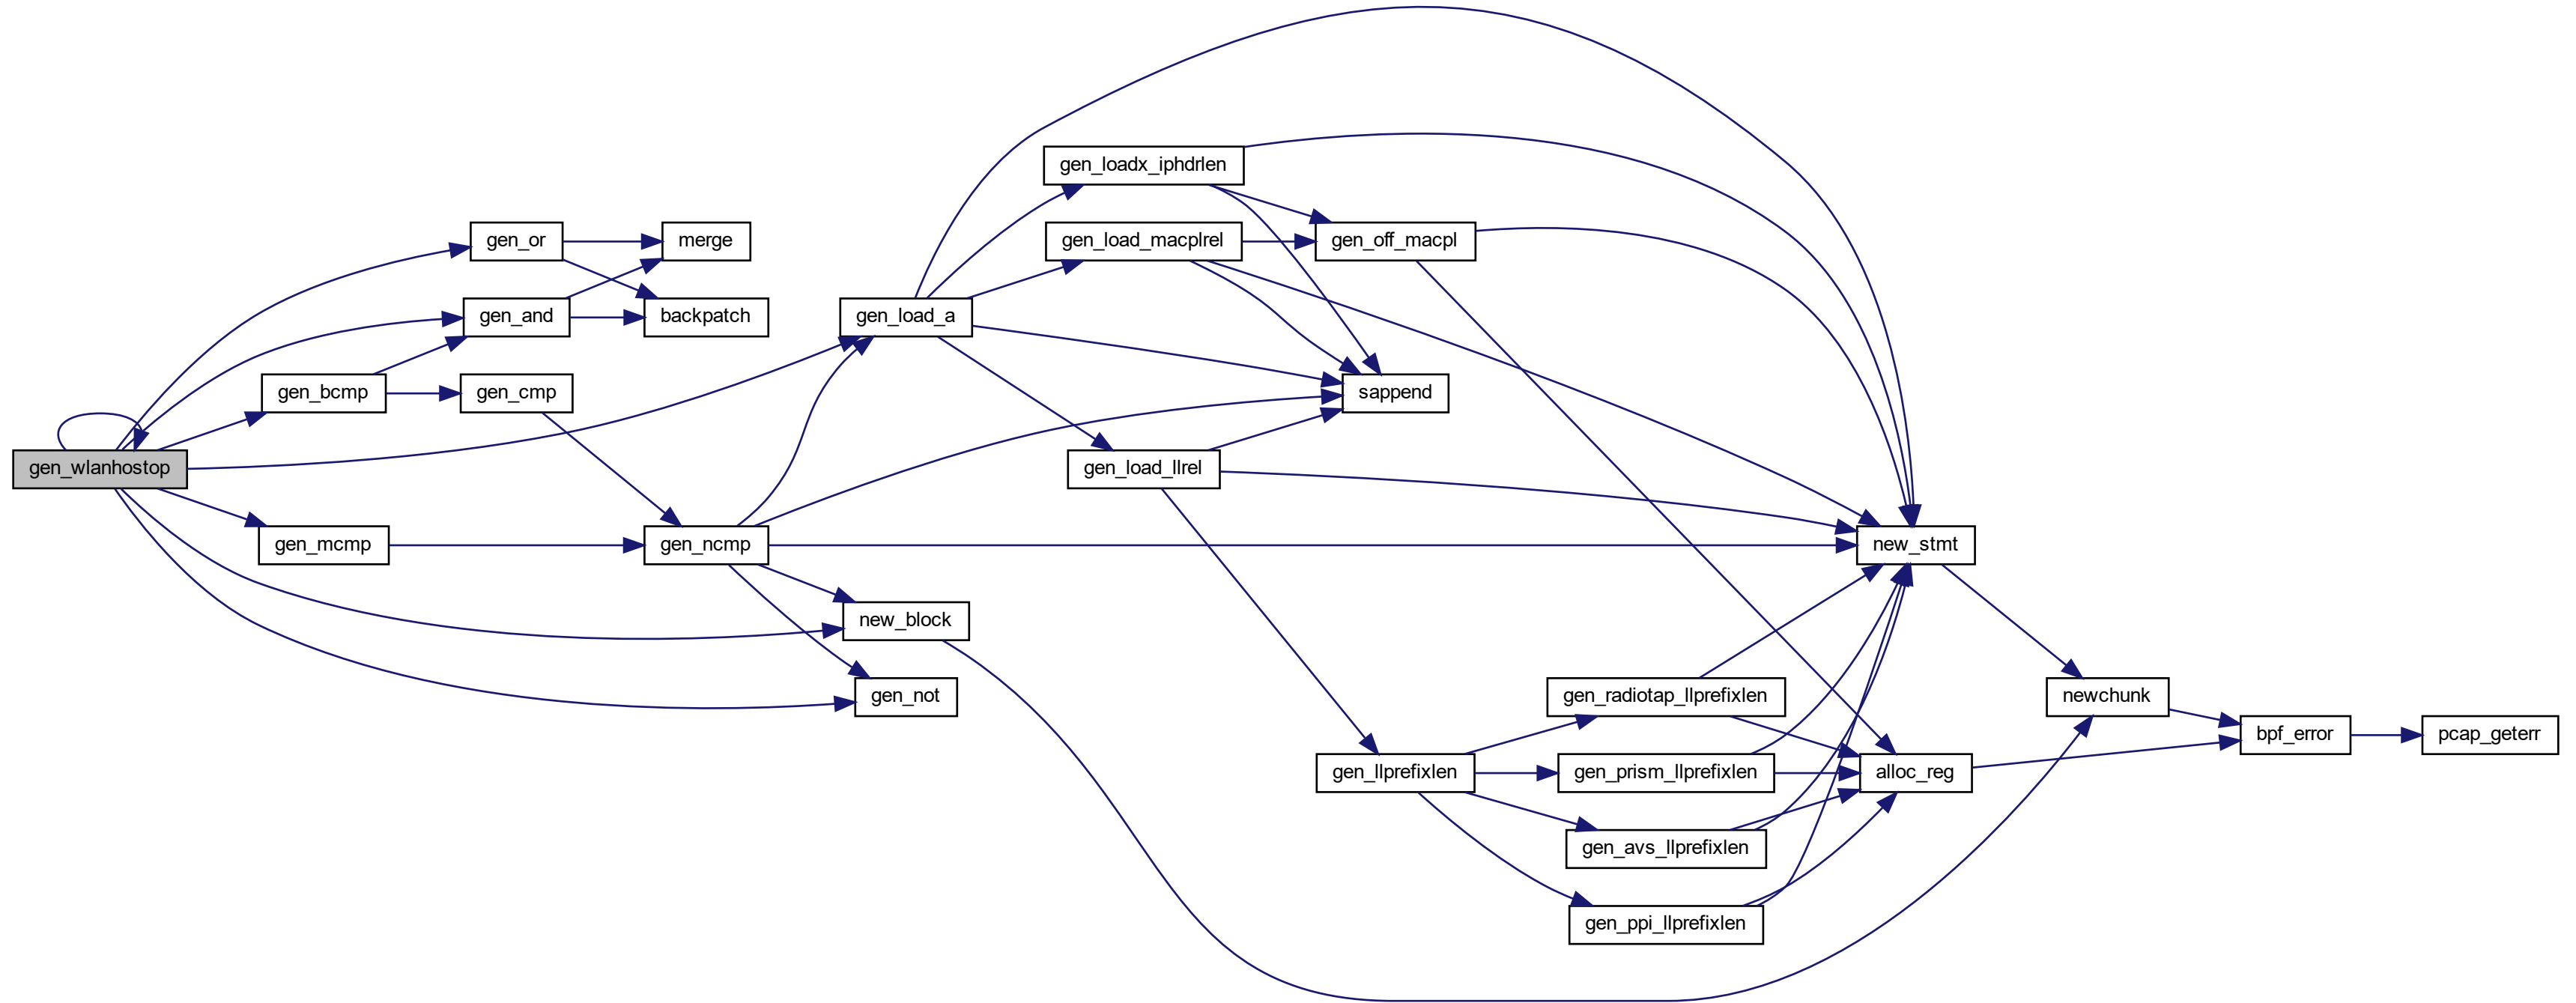 gen_wlanhostop
gen_or
gen_and
gen_bcmp
gen_cmp
gen_mcmp
merge
backpatch
gen_ncmp
gen_load_a
new_block
gen_not
gen_loadx_iphdrlen
gen_load_macplrel
gen_load_llrel
gen_off_macpl
sappend
gen_llprefixlen
gen_radiotap_llprefixlen
gen_prism_llprefixlen
gen_avs_llprefixlen
gen_ppi_llprefixlen
new_stmt
alloc_reg
newchunk
bpf_error
pcap_geterr